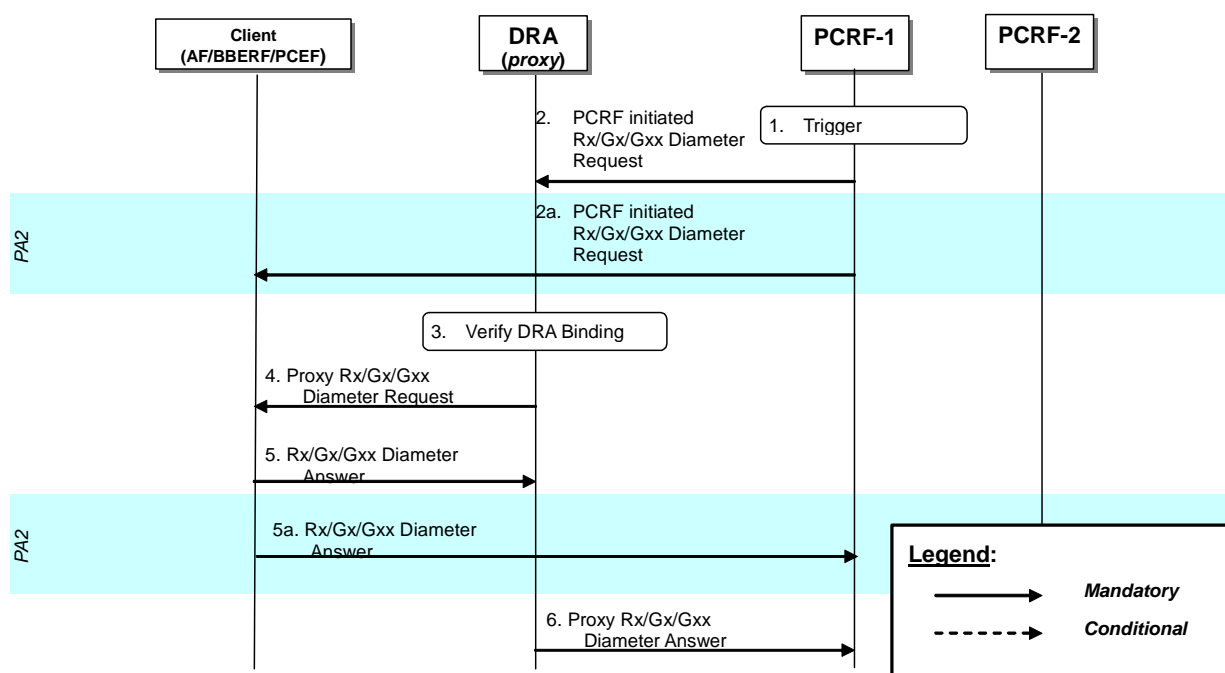 Client
(AF/BBERF/PCEF)
DRA
(proxy)
PCRF-1
PCRF-2
1. Trigger
2. PCRF initiated
Rx/Gx/Gxx Diameter
Request
PA2
2a. PCRF initiated
Rx/Gx/Gxx Diameter
Request
3. Verify DRA Binding
4. Proxy Rx/Gx/Gxx
Diameter Request
5. Rx/Gx/Gxx Diameter
Answer
PA2
5a. Rx/Gx/Gxx Diameter
Answer
6. Proxy Rx/Gx/Gxx
Diameter Answer
Legend:
Mandatory
Conditional